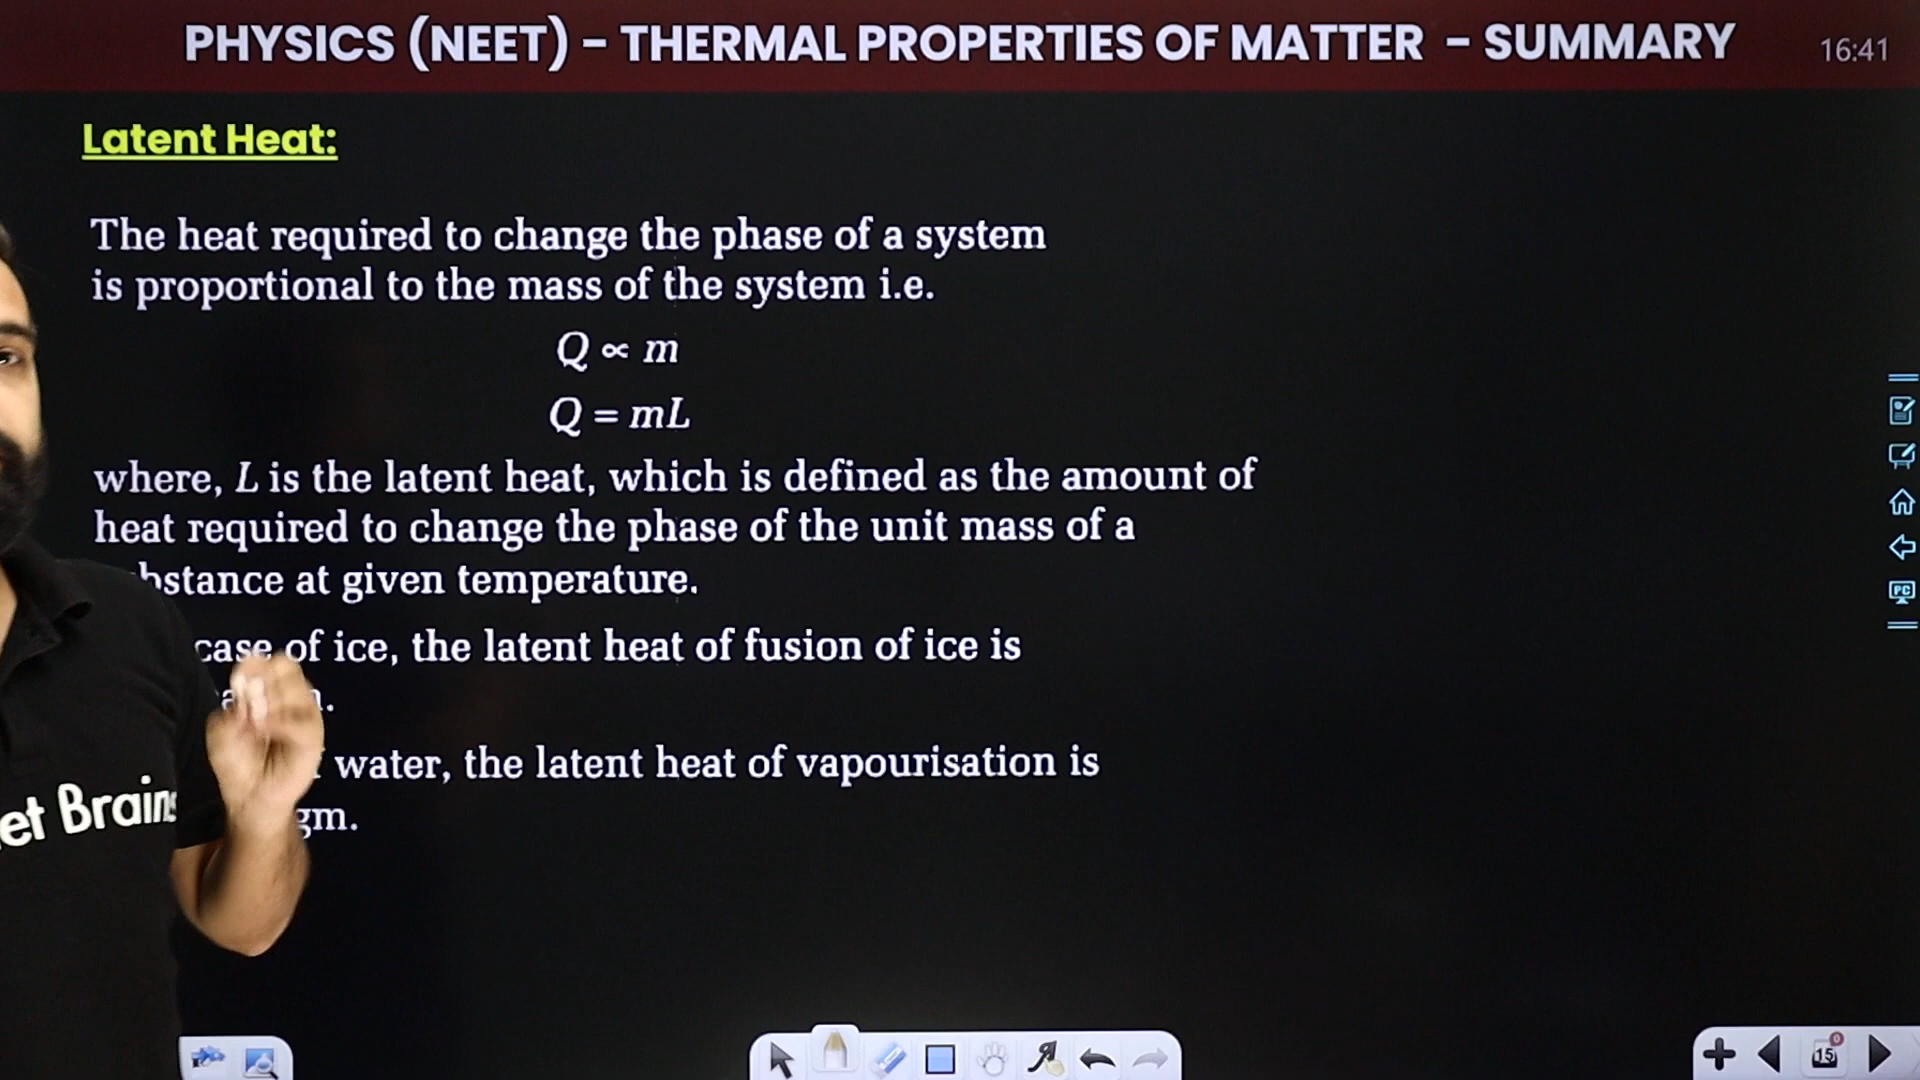 PHYSICS (NEET) – THERMAL PROPERTIES OF MATTER – SUMMARY
16:41
Latent Heat:
The heat required to change the phase of a system
is proportional to the mass of the system i.e.
Q ∝ m
Q = mL
where, L is the latent heat, which is defined as the amount of
heat required to change the phase of the unit mass of a
substance at given temperature.
case of ice, the latent heat of fusion of ice is
water, the latent heat of vapourisation is
gm.
et Brains
PC
15
0